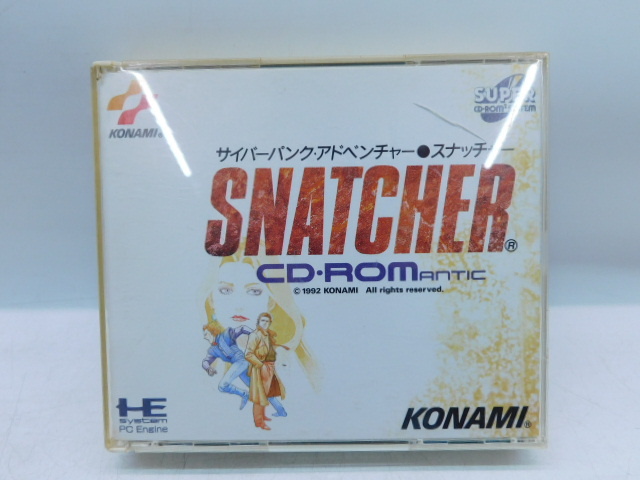 KONAMI®
SUPER
CD-ROM² SYSTEM
サイバーパンク・アドベンチャー●スナッチャー
SNATCHER®
CD・ROMANTIC
© 1992 KONAMI All rights reserved.
HE
system
PC Engine
KONAMI®